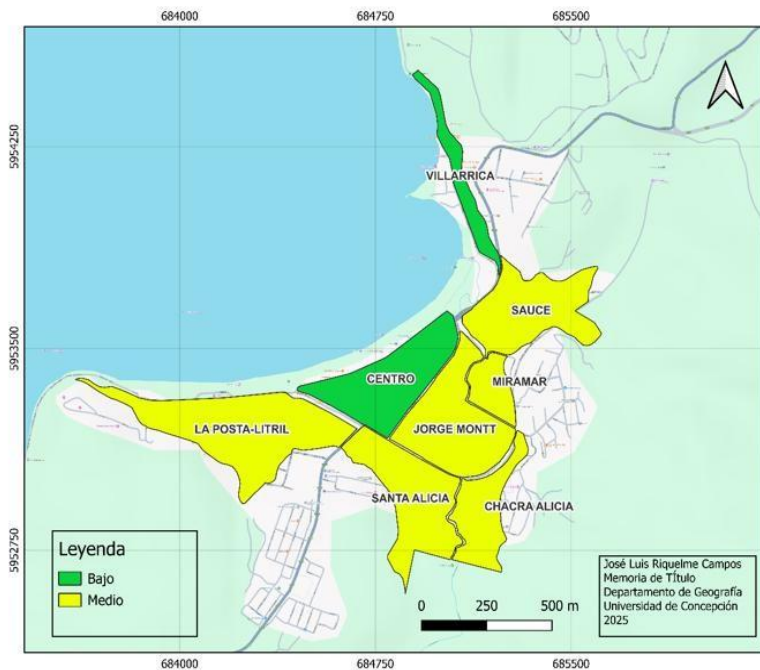 684000 684750 685500
5954250
VILLARRICA
SAUCE
5953500
CENTRO
MIRAMAR
LA POSTA-LITRIL
JORGE MONTT
SANTA ALICIA
CHACRA ALICIA
5952750
Leyenda
Bajo
Medio
0 250 500 m
José Luis Riquelme Campos
Memoria de Título
Departamento de Geografía
Universidad de Concepción
2025
684000 684750 685500